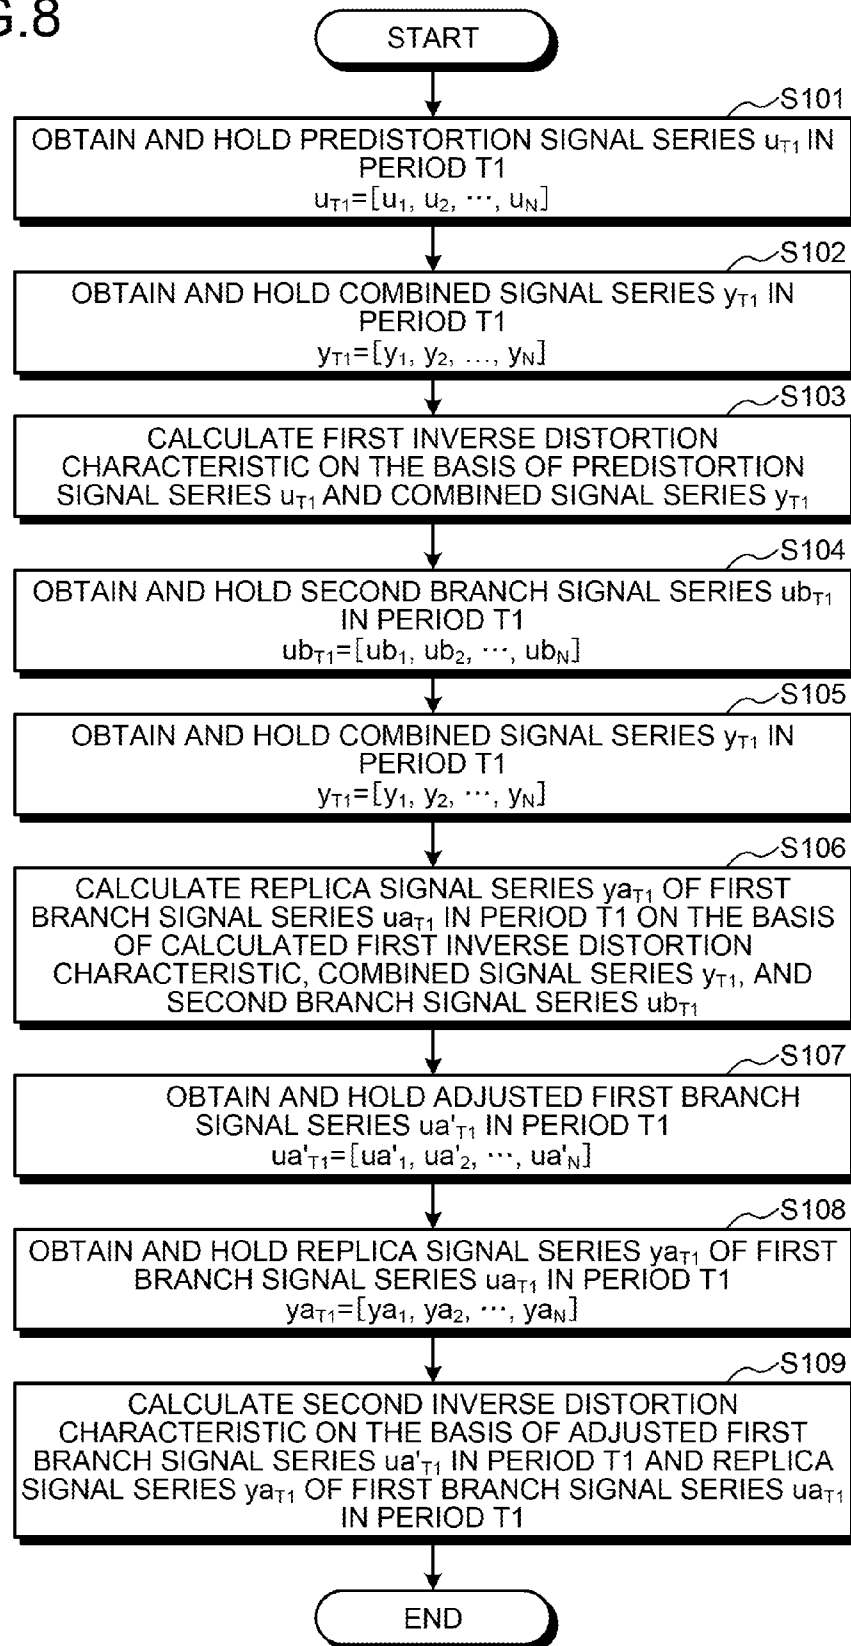 G.8
START
S101
OBTAIN AND HOLD PREDISTORTION SIGNAL SERIES uT1 IN
PERIOD T1
uT1=[u1, u2, ⋯, uN]
S102
OBTAIN AND HOLD COMBINED SIGNAL SERIES yT1 IN
PERIOD T1
yT1=[y1, y2, ..., yN]
S103
CALCULATE FIRST INVERSE DISTORTION
CHARACTERISTIC ON THE BASIS OF PREDISTORTION
SIGNAL SERIES uT1 AND COMBINED SIGNAL SERIES yT1
S104
OBTAIN AND HOLD SECOND BRANCH SIGNAL SERIES ubT1
IN PERIOD T1
ubT1=[ub1, ub2, ⋯, ubN]
S105
OBTAIN AND HOLD COMBINED SIGNAL SERIES yT1 IN
PERIOD T1
yT1=[y1, y2, ⋯, yN]
S106
CALCULATE REPLICA SIGNAL SERIES yaT1 OF FIRST
BRANCH SIGNAL SERIES uaT1 IN PERIOD T1 ON THE BASIS
OF CALCULATED FIRST INVERSE DISTORTION
CHARACTERISTIC, COMBINED SIGNAL SERIES yT1, AND
SECOND BRANCH SIGNAL SERIES ubT1
S107
OBTAIN AND HOLD ADJUSTED FIRST BRANCH
SIGNAL SERIES ua'T1 IN PERIOD T1
ua'T1=[ua'1, ua'2, ⋯, ua'N]
S108
OBTAIN AND HOLD REPLICA SIGNAL SERIES yaT1 OF FIRST
BRANCH SIGNAL SERIES uaT1 IN PERIOD T1
yaT1=[ya1, ya2, ⋯, yaN]
S109
CALCULATE SECOND INVERSE DISTORTION
CHARACTERISTIC ON THE BASIS OF ADJUSTED FIRST
BRANCH SIGNAL SERIES ua'T1 IN PERIOD T1 AND REPLICA
SIGNAL SERIES yaT1 OF FIRST BRANCH SIGNAL SERIES uaT1
IN PERIOD T1
END